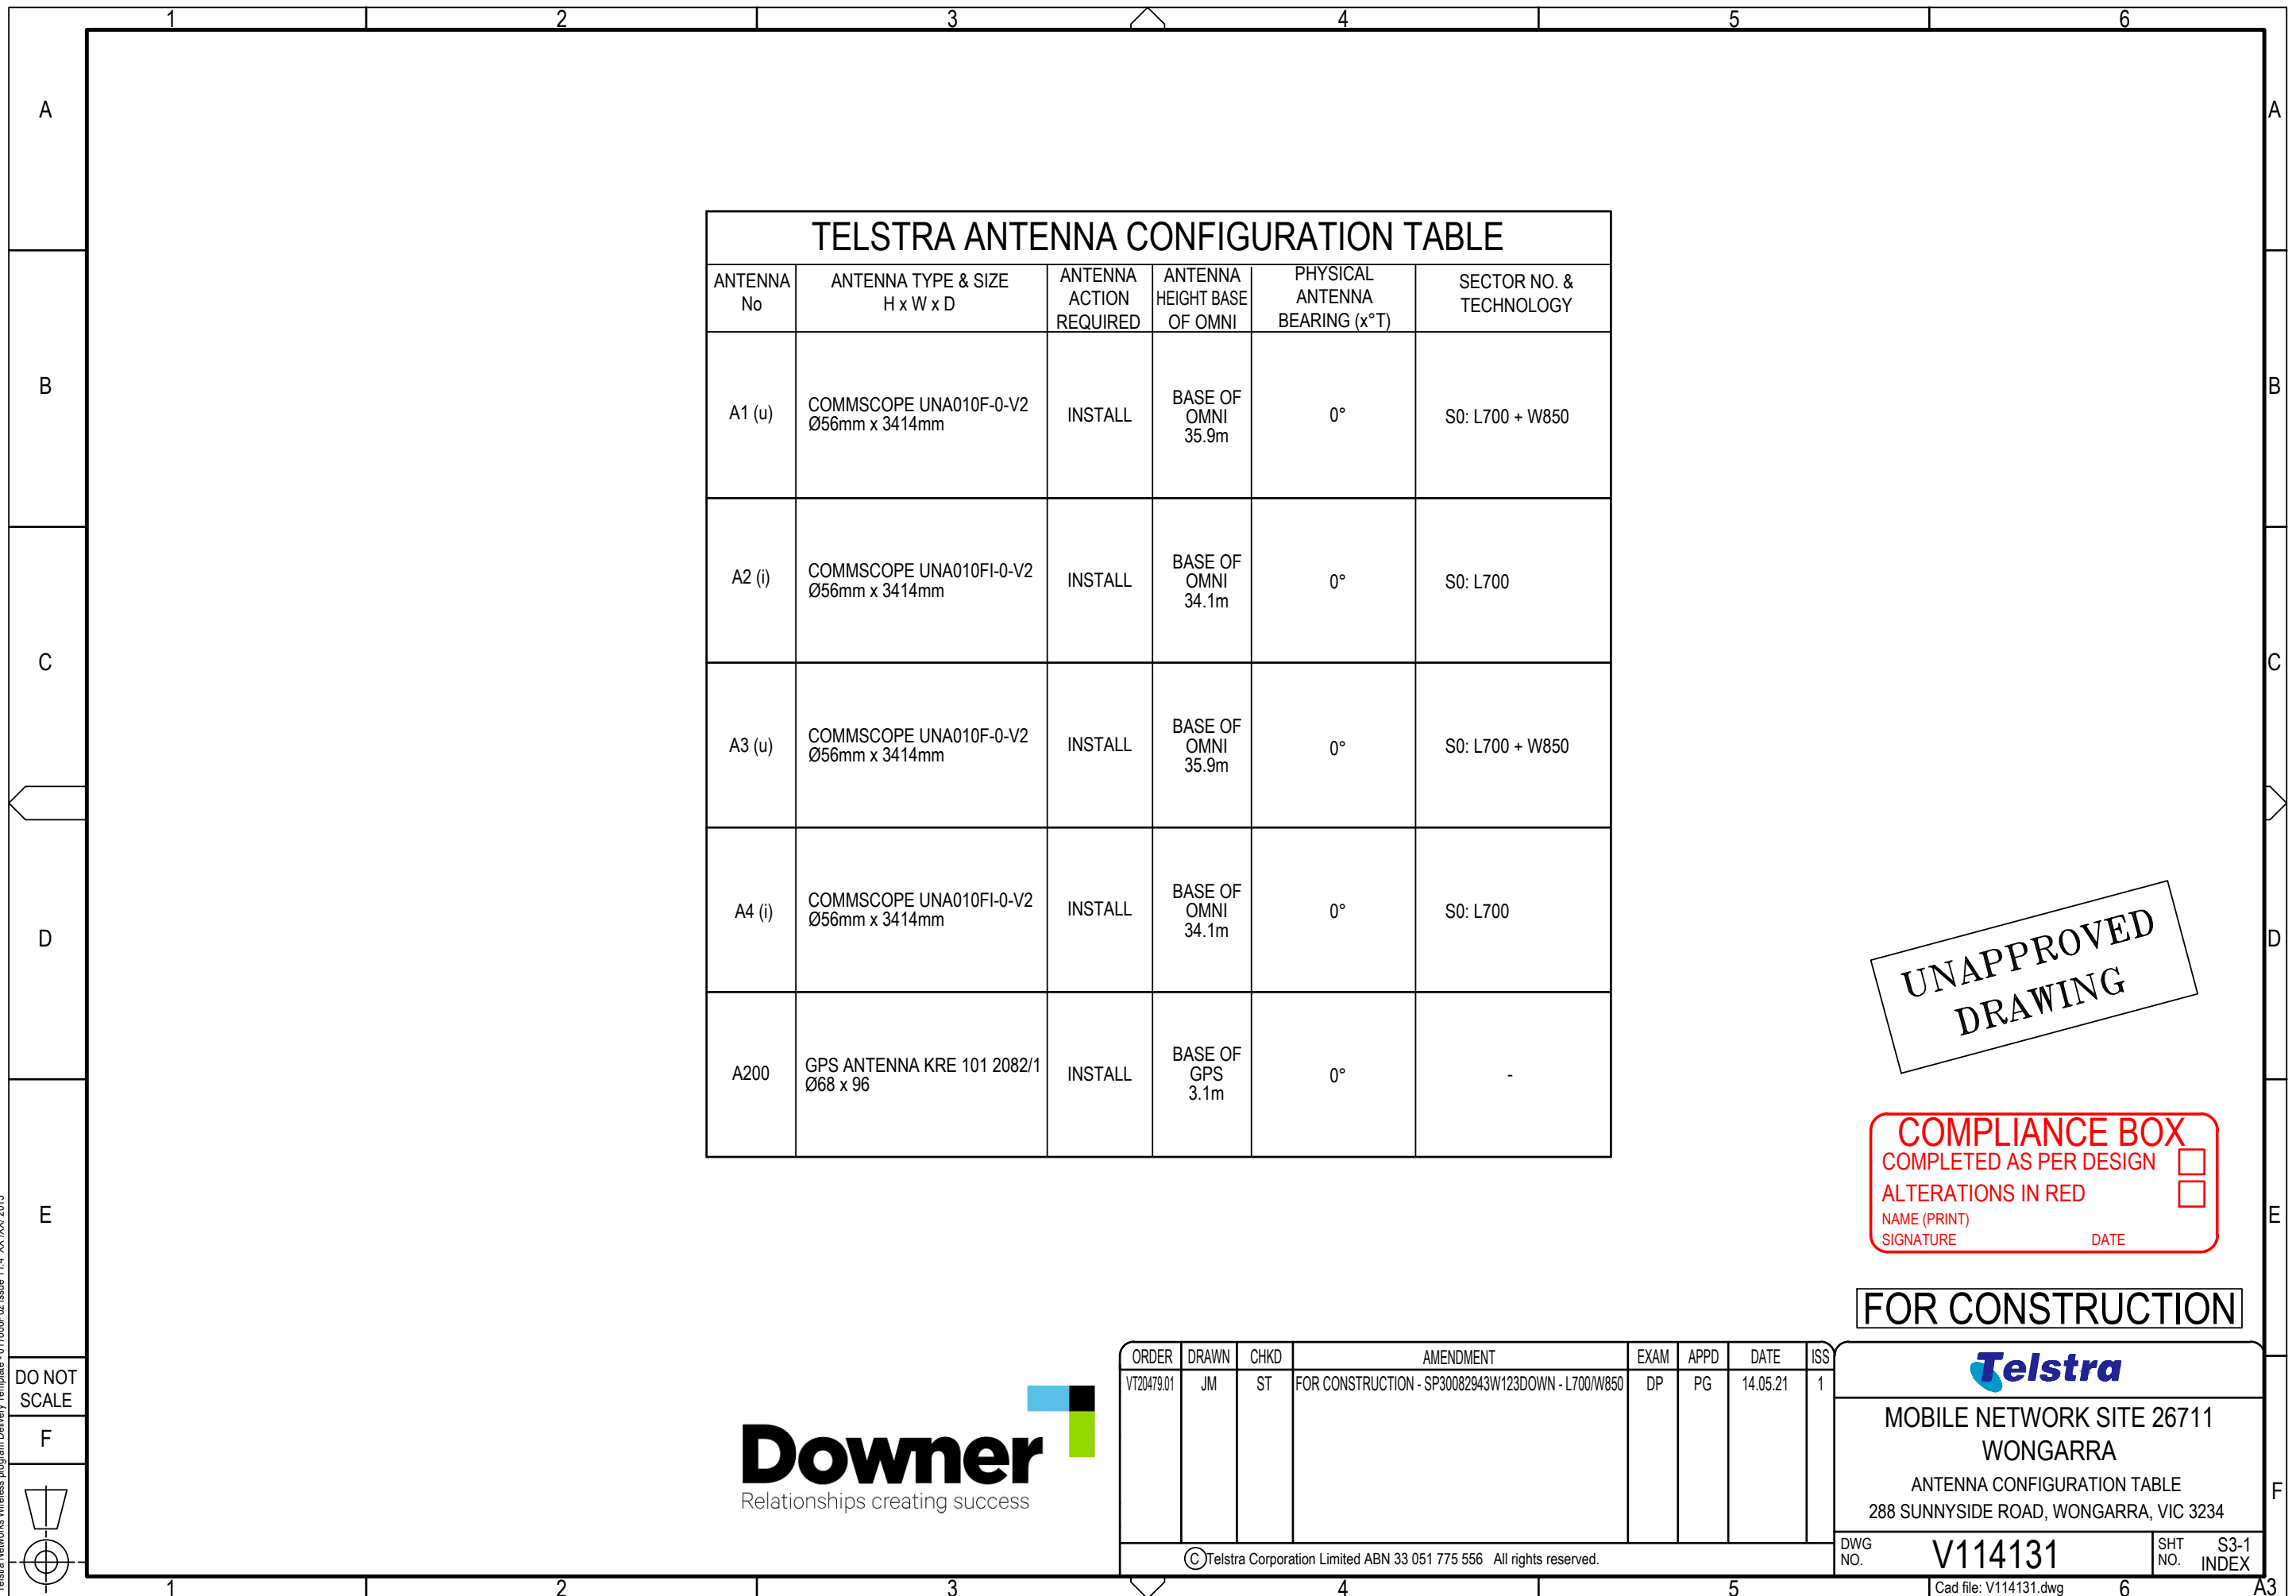 1 2 3 4 5 6
A A
B B
C C
D D
E E
F F
TELSTRA ANTENNA CONFIGURATION TABLE
ANTENNA No
ANTENNA TYPE & SIZE H x W x D
ANTENNA ACTION REQUIRED
ANTENNA HEIGHT BASE OF OMNI
PHYSICAL ANTENNA BEARING (x°T)
SECTOR NO. & TECHNOLOGY
A1 (u)
COMMSCOPE UNA010F-0-V2
Ø56mm x 3414mm
INSTALL
BASE OF
OMNI
35.9m
0°
S0: L700 + W850
A2 (i)
COMMSCOPE UNA010FI-0-V2
Ø56mm x 3414mm
INSTALL
BASE OF
OMNI
34.1m
0°
S0: L700
A3 (u)
COMMSCOPE UNA010F-0-V2
Ø56mm x 3414mm
INSTALL
BASE OF
OMNI
35.9m
0°
S0: L700 + W850
A4 (i)
COMMSCOPE UNA010FI-0-V2
Ø56mm x 3414mm
INSTALL
BASE OF
OMNI
34.1m
0°
S0: L700
A200
GPS ANTENNA KRE 101 2082/1
Ø68 x 96
INSTALL
BASE OF
GPS
3.1m
0°
-
UNAPPROVED
DRAWING
COMPLIANCE BOX
COMPLETED AS PER DESIGN
ALTERATIONS IN RED
NAME (PRINT)
SIGNATURE DATE
FOR CONSTRUCTION
DO NOT
SCALE
Downer
Relationships creating success
ORDER DRAWN CHKD AMENDMENT EXAM APPD DATE ISS
VT20479.01 JM ST FOR CONSTRUCTION - SP30082943W123DOWN - L700/W850 DP PG 14.05.21 1
© Telstra Corporation Limited ABN 33 051 775 556 All rights reserved.
Telstra
MOBILE NETWORK SITE 26711
WONGARRA
ANTENNA CONFIGURATION TABLE
288 SUNNYSIDE ROAD, WONGARRA, VIC 3234
DWG
NO.
V114131
SHT
NO.
S3-1
INDEX
Cad file: V114131.dwg
A3
1 2 3 4 5 6